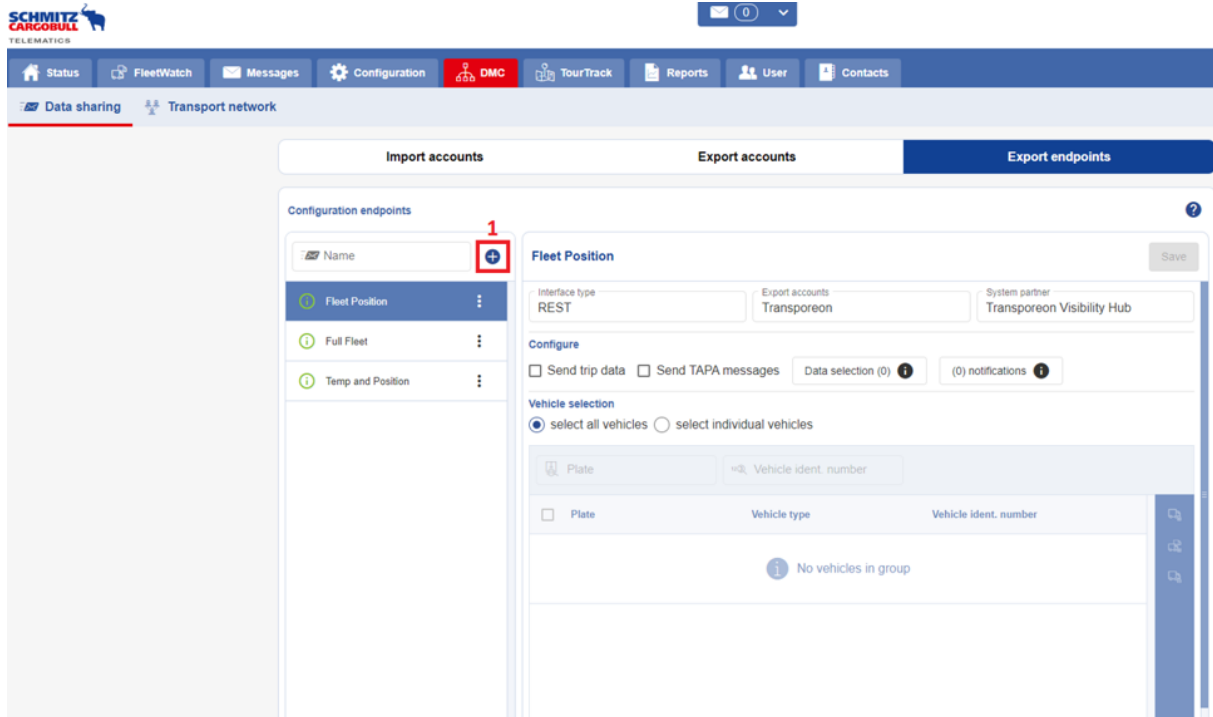 SCHMITZ
CARGOBULL
TELEMATICS
0
Status FleetWatch Messages Configuration DMC TourTrack Reports User Contacts
Data sharing Transport network
Import accounts Export accounts Export endpoints
Configuration endpoints
1
Name
Fleet Position
Full Fleet
Temp and Position
Fleet Position Save
Interface type Export accounts System partner
REST Transporeon Transporeon Visibility Hub
Configure
Send trip data Send TAPA messages Data selection (0) (0) notifications
Vehicle selection
select all vehicles select individual vehicles
Plate Vehicle ident. number
Plate Vehicle type Vehicle ident. number
No vehicles in group